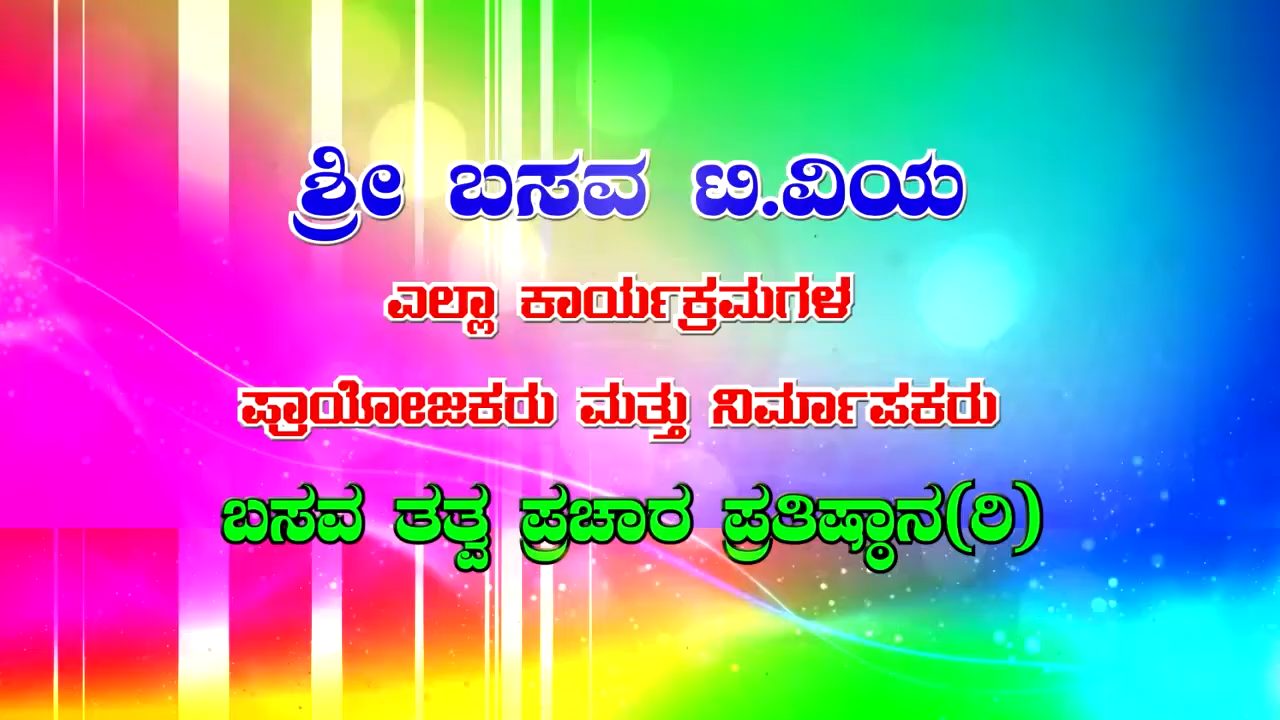 ಶ್ರೀ ಬಸವ ಟಿ.ವಿಯ
ಎಲ್ಲಾ ಕಾರ್ಯಕ್ರಮಗಳ
ಪ್ರಾಯೋಜಕರು ಮತ್ತು ನಿರ್ಮಾಪಕರು
ಬಸವ ತತ್ವ ಪ್ರಚಾರ ಪ್ರತಿಷ್ಠಾನ(ರಿ)